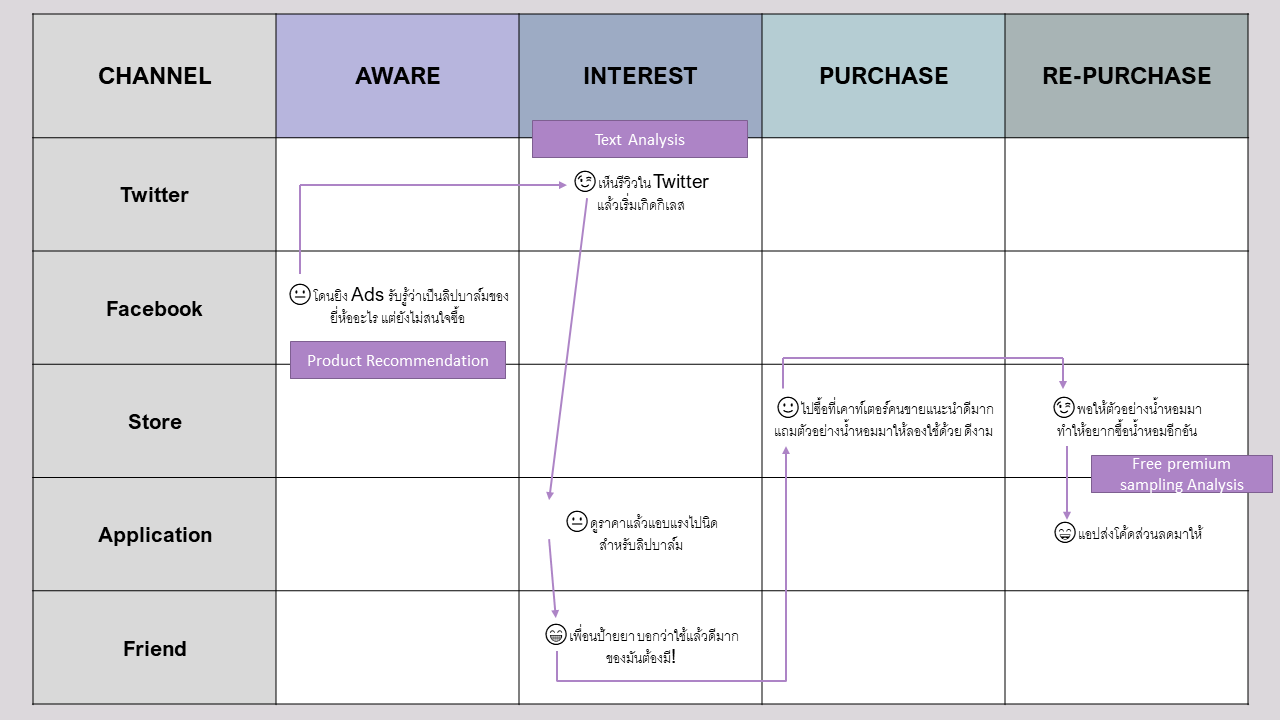 CHANNEL
AWARE
INTEREST
PURCHASE
RE-PURCHASE
Text Analysis
Twitter
เห็นรีวิวใน Twitter
แล้วเริ่มเกิดกิเลส
Facebook
โดนยิง Ads รับรู้ว่าเป็นลิปบาล์มของ
ยี่ห้ออะไร แต่ยังไม่สนใจซื้อ
Product Recommendation
Store
ไปซื้อที่เคาท์เตอร์คนขายแนะนำดีมาก
แถมตัวอย่างน้ำหอมมาให้ลองใช้ด้วย ดีงาม
พอให้ตัวอย่างน้ำหอมมา
ทำให้อยากซื้อน้ำหอมอีกอัน
Free premium
sampling Analysis
Application
ดูราคาแล้วแอบแรงไปนิด
สำหรับลิปบาล์ม
แอปส่งโค้ดส่วนลดมาให้
Friend
เพื่อนป้ายยา บอกว่าใช้แล้วดีมาก
ของมันต้องมี!